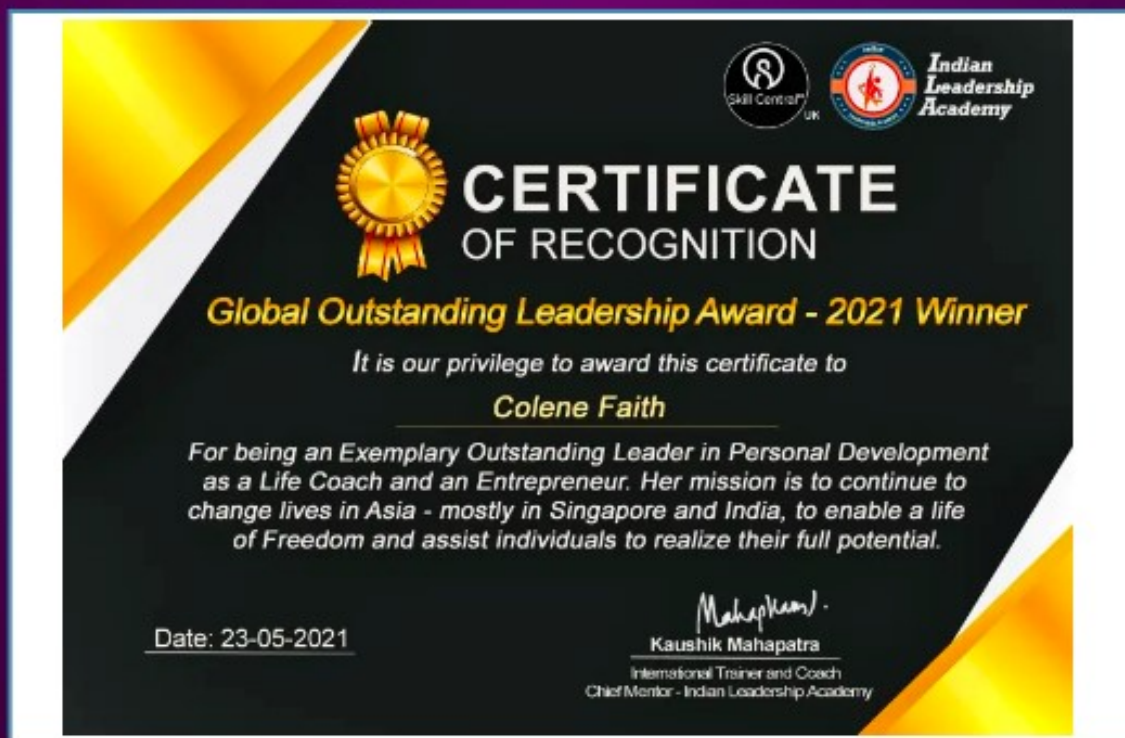 Skill Central
UK
Indian
Leadership
Academy
CERTIFICATE
OF RECOGNITION
Global Outstanding Leadership Award - 2021 Winner
It is our privilege to award this certificate to
Colene Faith
For being an Exemplary Outstanding Leader in Personal Development
as a Life Coach and an Entrepreneur. Her mission is to continue to
change lives in Asia - mostly in Singapore and India, to enable a life
of Freedom and assist individuals to realize their full potential.
Date: 23-05-2021
Kaushik Mahapatra
International Trainer and Coach
Chief Mentor - Indian Leadership Academy